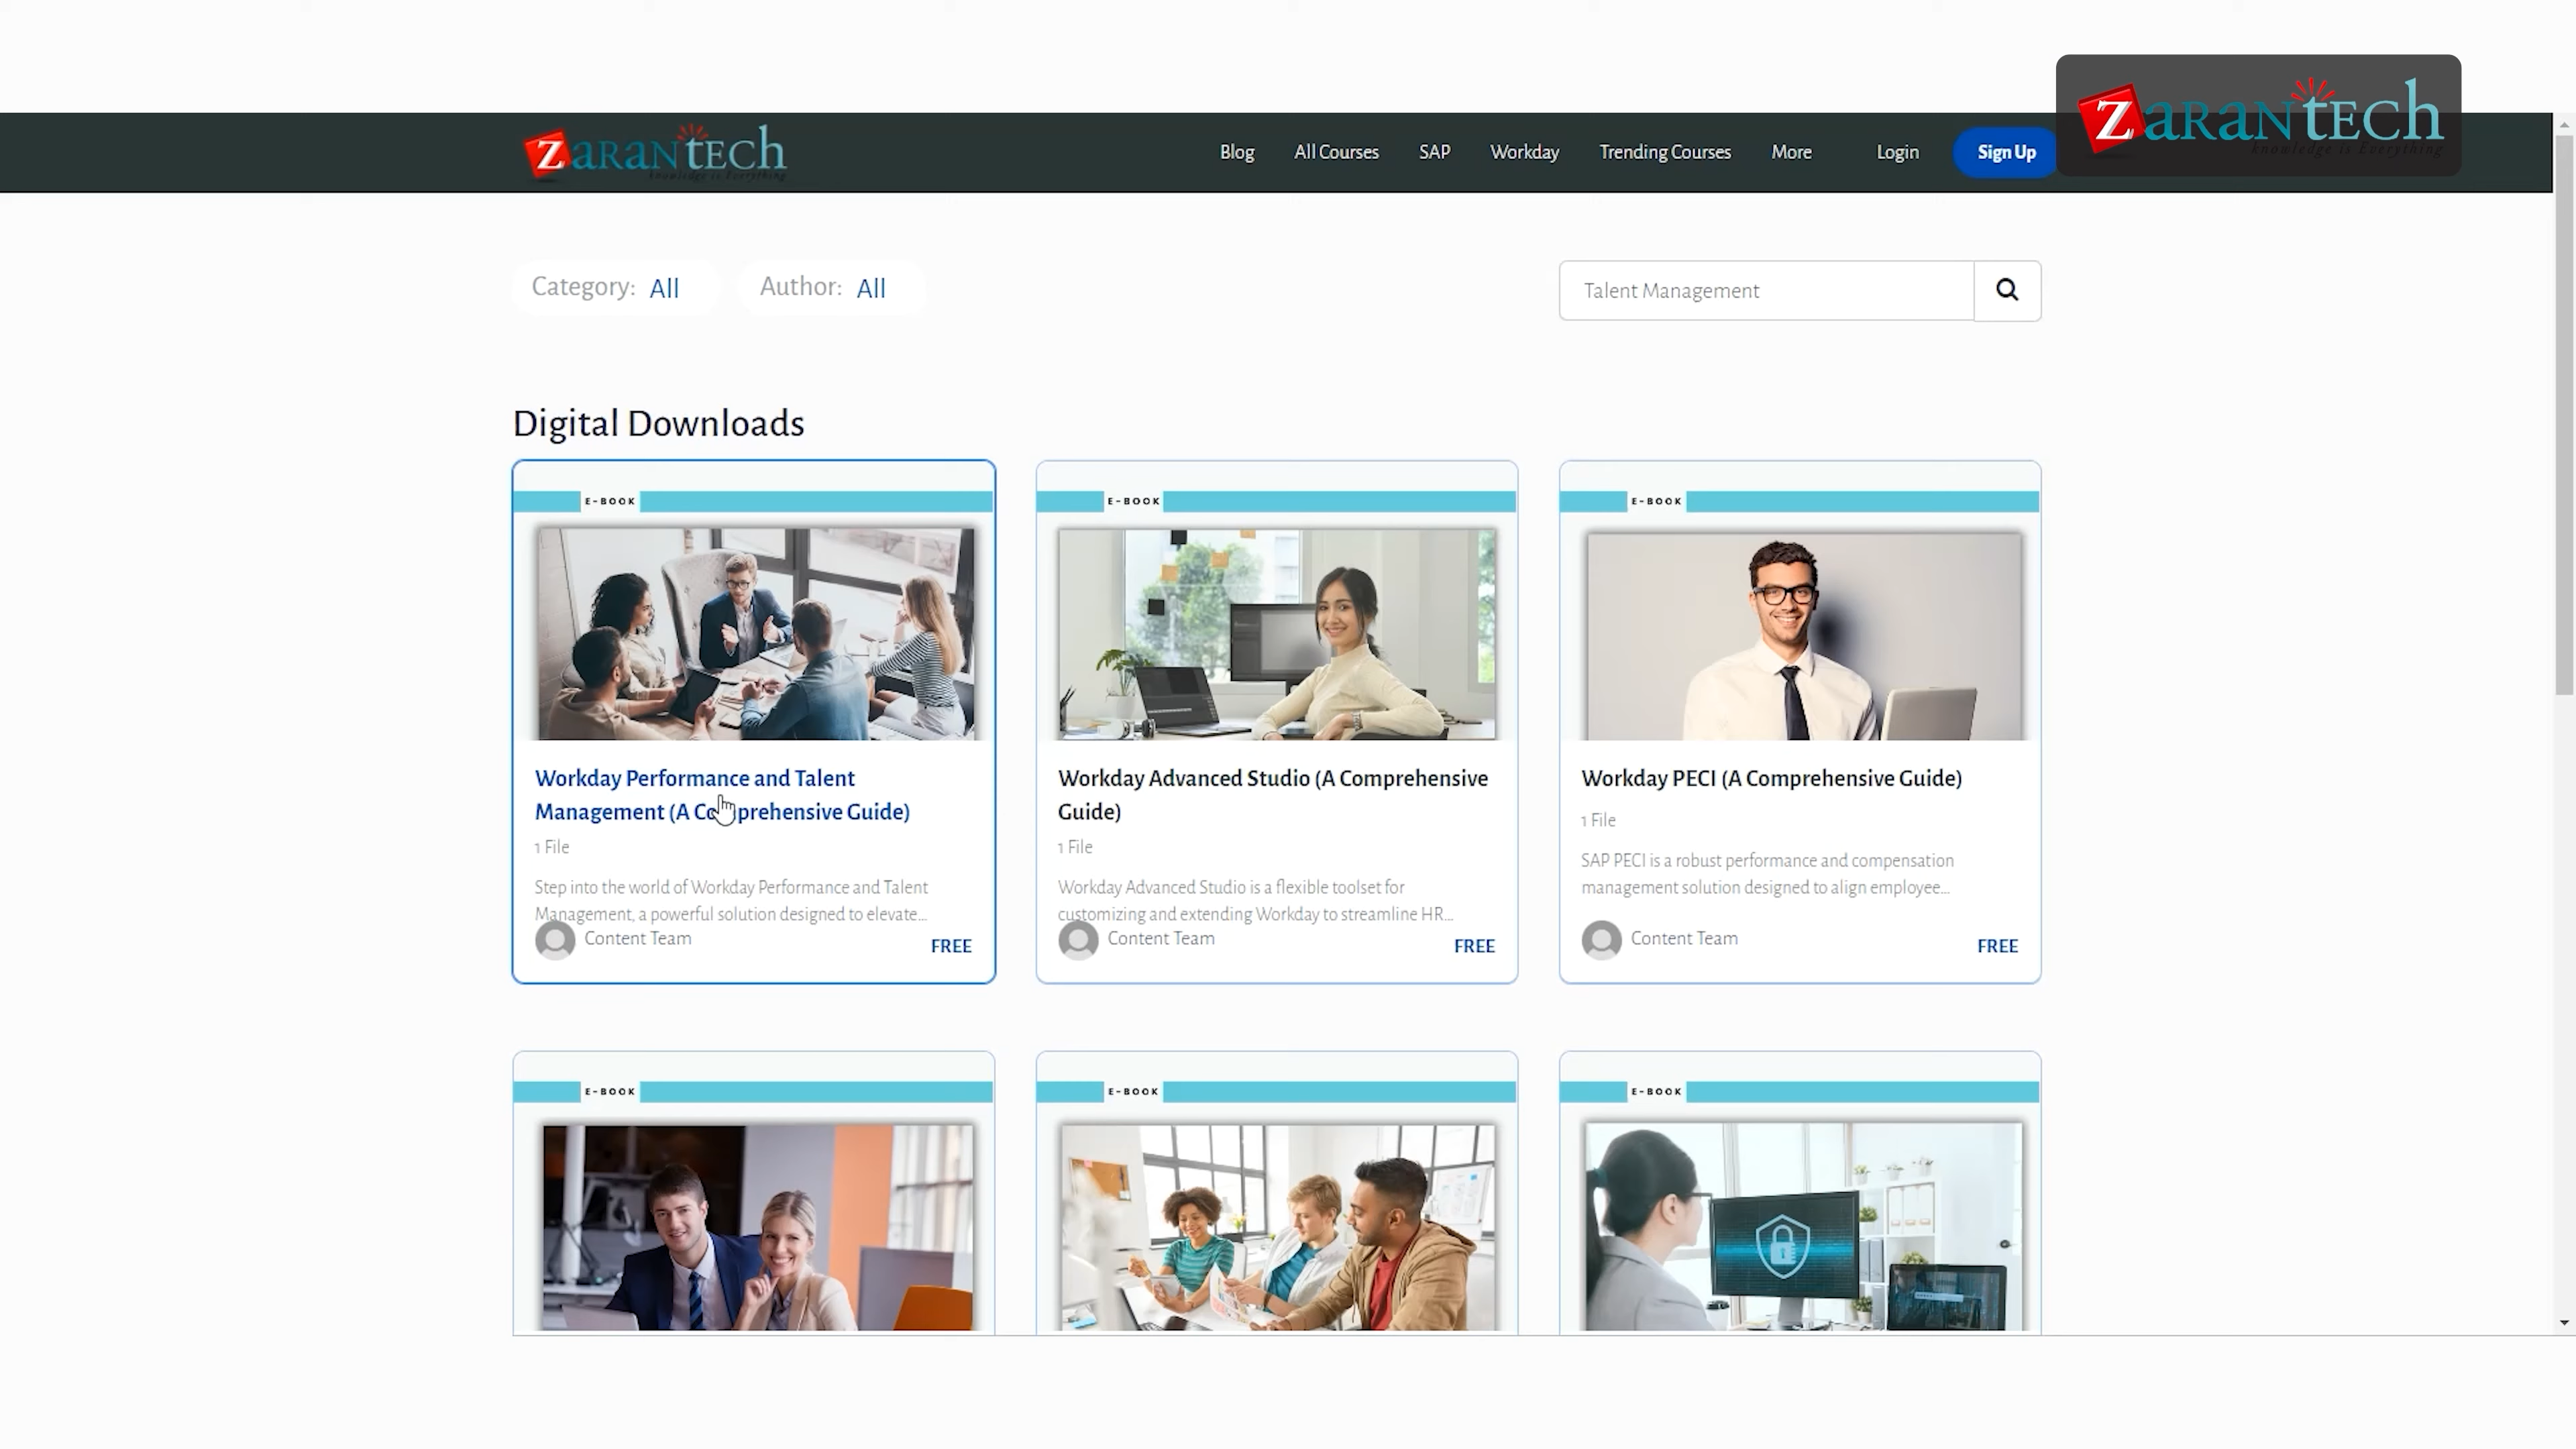 ZARANTECH
knowledge is Everything
ZARANTECH
knowledge is Everything
Blog All Courses SAP Workday Trending Courses More Login Sign Up
Category: All Author: All Talent Management
Digital Downloads
E-BOOK
Workday Performance and Talent
Management (A Comprehensive Guide)
1 File
Step into the world of Workday Performance and Talent
Management, a powerful solution designed to elevate...
Content Team FREE
E-BOOK
Workday Advanced Studio (A Comprehensive
Guide)
1 File
Workday Advanced Studio is a flexible toolset for
customizing and extending Workday to streamline HR...
Content Team FREE
E-BOOK
Workday PECI (A Comprehensive Guide)
1 File
SAP PECI is a robust performance and compensation
management solution designed to align employee...
Content Team FREE
E-BOOK
E-BOOK
E-BOOK